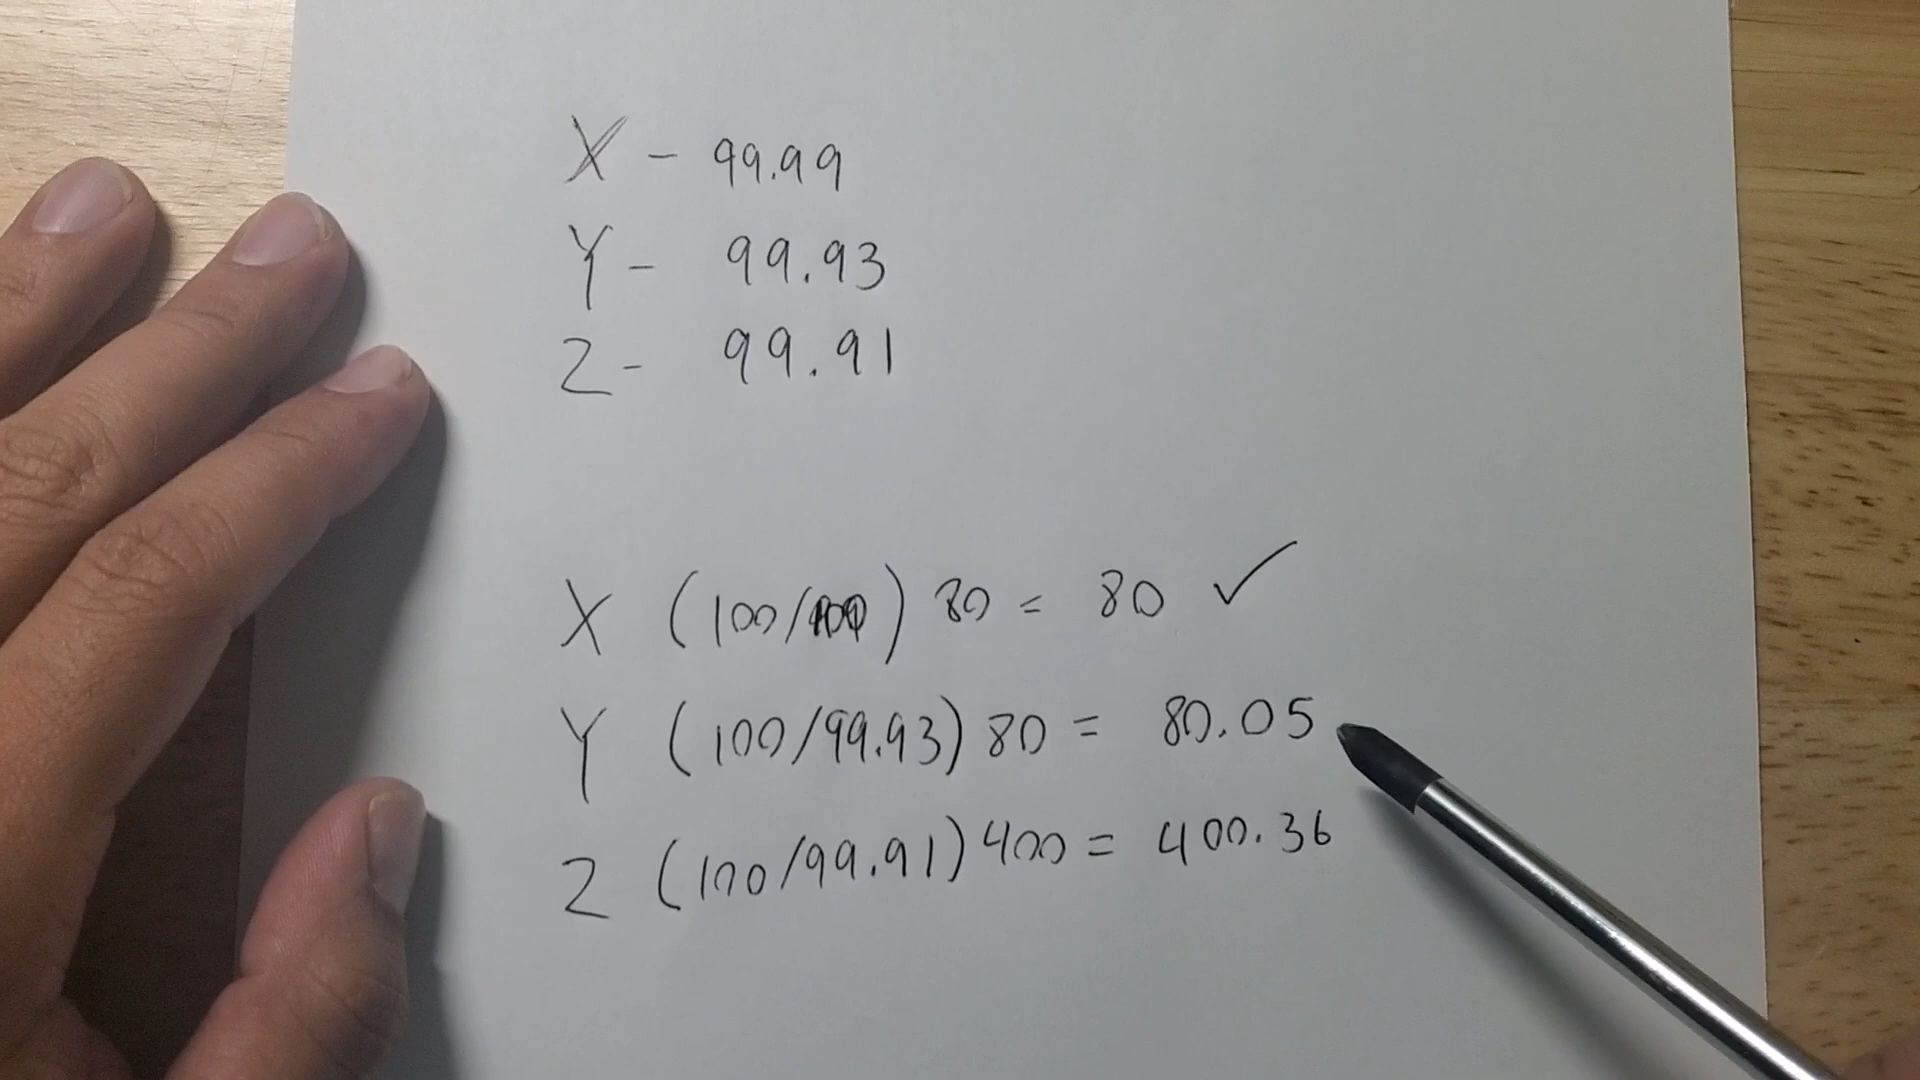 X - 99.99
Y - 99.93
Z - 99.91
X (100/100) 80 = 80 ✓
Y (100/99.93) 80 = 80.05
Z (100/99.91) 400 = 400.36